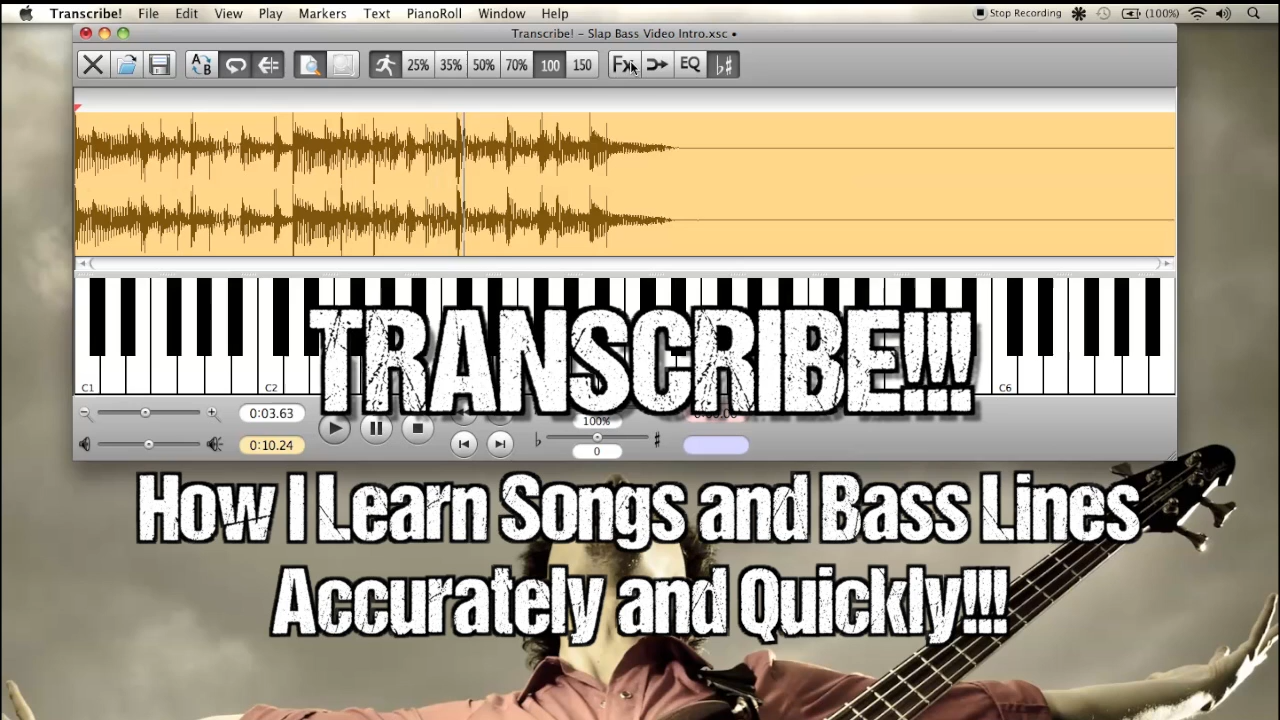 Transcribe! File Edit View Play Markers Text PianoRoll Window Help Stop Recording (100%)
Transcribe! - Slap Bass Video Intro.xsc •
A B 25% 35% 50% 70% 100 150 Fx EQ ♭♯
C1 C2 C6
TRANSCRIBE!!!
0:03.63 100%
0:10.24 ♭ 0 ♯
How I Learn Songs and Bass Lines
Accurately and Quickly!!!